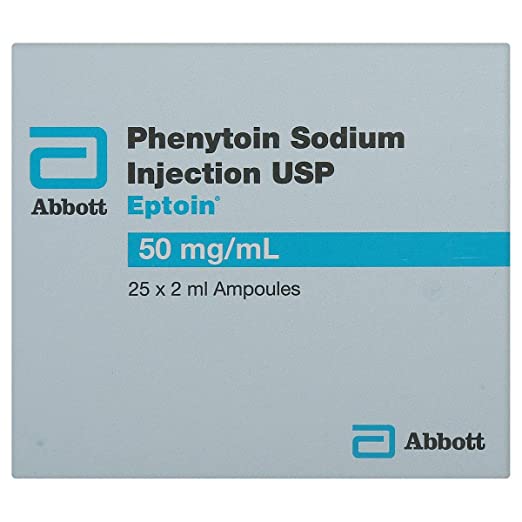 Phenytoin Sodium
Injection USP
Abbott
Eptoin®
50 mg/mL
25 x 2 ml Ampoules
Abbott